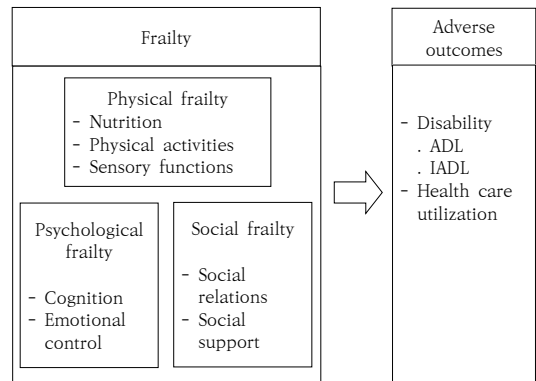 Frailty
Physical frailty
- Nutrition
- Physical activities
- Sensory functions
Psychological
frailty
- Cognition
- Emotional
control
Social frailty
- Social
relations
- Social
support
Adverse
outcomes
- Disability
. ADL
. IADL
- Health care
utilization